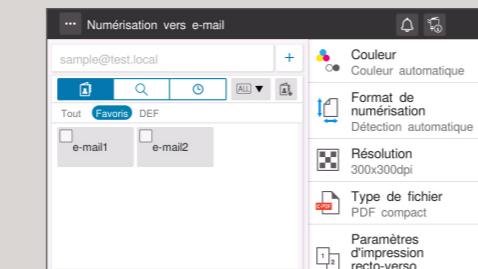 Numérisation vers e-mail
sample@test.local
+
ALL
Tout Favoris DEF
e-mail1 e-mail2
Couleur
Couleur automatique
Format de
numérisation
Détection automatique
Résolution
300x300dpi
Type de fichier
PDF compact
Paramètres
d'impression
recto-verso